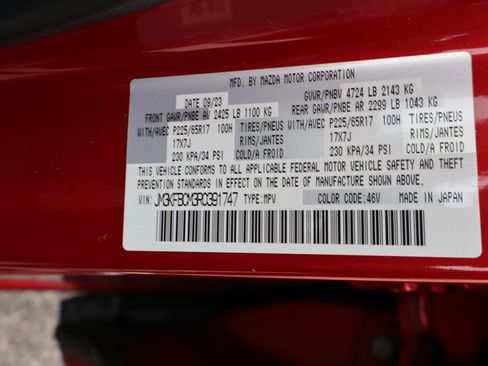 MFD. BY MAZDA MOTOR CORPORATION
DATE 09/23 GVWR/PNBV 4724 LB 2143 KG
FRONT GAWR/PNBE AV 2425 LB 1100 KG REAR GAWR/PNBE AR 2299 LB 1043 KG
WITH/AVEC P225/65R17 100H TIRES/PNEUS WITH/AVEC P225/65R17 100H TIRES/PNEUS
17X7J RIMS/JANTES 17X7J RIMS/JANTES
230 KPA/34 PSI COLD/A FROID 230 KPA/34 PSI COLD/A FROID
THIS VEHICLE CONFORMS TO ALL APPLICABLE FEDERAL MOTOR VEHICLE SAFETY AND THEFT
PREVENTION STANDARDS IN EFFECT ON THE DATE OF MANUFACTURE SHOWN ABOVE.
VIN: JM3KFBCM3R0391747 TYPE:MPV COLOR CODE:46V MADE IN JAPAN